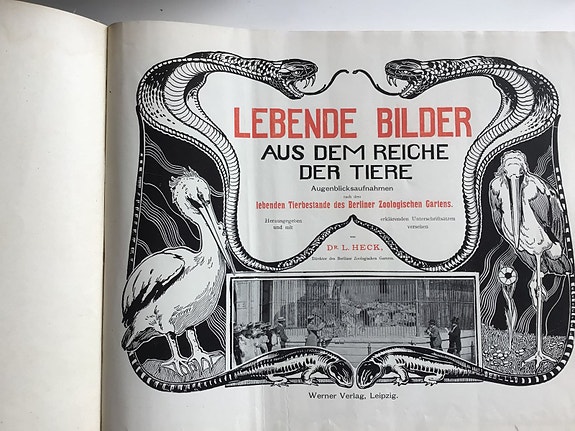 LEBENDE BILDER
AUS DEM REICHE
DER TIERE
Augenblicksaufnahmen
nach dem
lebenden Tierbestande des Berliner Zoologischen Gartens.
Herausgegeben und mit
erklärenden Unterschriftsätzen versehen
von
DR. L. HECK,
Direktor des Berliner Zoologischen Gartens.
Werner Verlag, Leipzig.